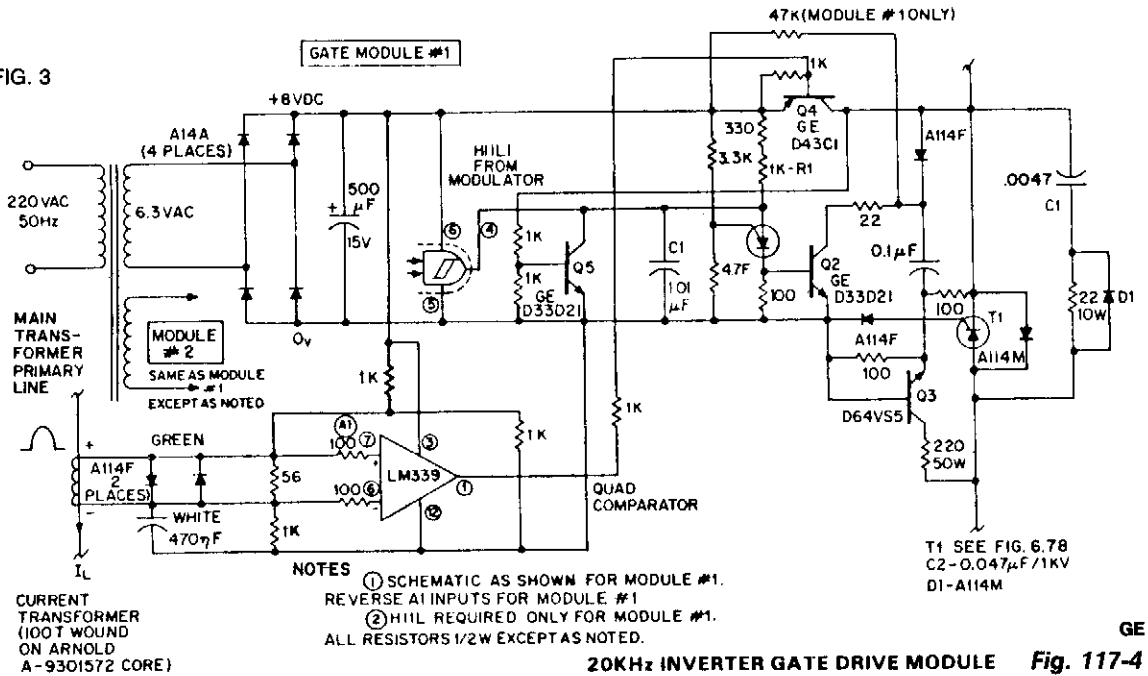 47K(MODULE #1ONLY)
GATE MODULE #1
FIG. 3
1K
+8VDC
Q4
GE
D43C1
A14A
(4 PLACES)
H11L1
FROM
MODULATOR
330
3.3K
1K-R1
A114F
.0047
C1
220VAC
50Hz
6.3VAC
+
500
µF
15V
6
4
5
1K
1K
Q5
GE
D33D21
C1
101
µF
47F
100
22
Q2
GE
D33D21
0.1µF
100
T1
A114M
22
10W
D1
MAIN
TRANS-
FORMER
PRIMARY
LINE
MODULE
#2
SAME AS MODULE
#1
EXCEPT AS NOTED
0v
1K
A114F
100
Q3
D64VS5
220
50W
1K
1K
GREEN
+
A114F
2
PLACES)
-
WHITE
470ηF
56
1K
A1
100 7
+
100 6
-
3
LM339
1
12
QUAD
COMPARATOR
IL
T1 SEE FIG. 6.78
C2-0.047µF/1KV
D1-A114M
NOTES
1 SCHEMATIC AS SHOWN FOR MODULE #1.
REVERSE A1 INPUTS FOR MODULE #1
2 H11L REQUIRED ONLY FOR MODULE #1.
ALL RESISTORS 1/2W EXCEPT AS NOTED.
CURRENT
TRANSFORMER
(100T WOUND
ON ARNOLD
A-9301572 CORE)
GE
20KHz INVERTER GATE DRIVE MODULE Fig. 117-4